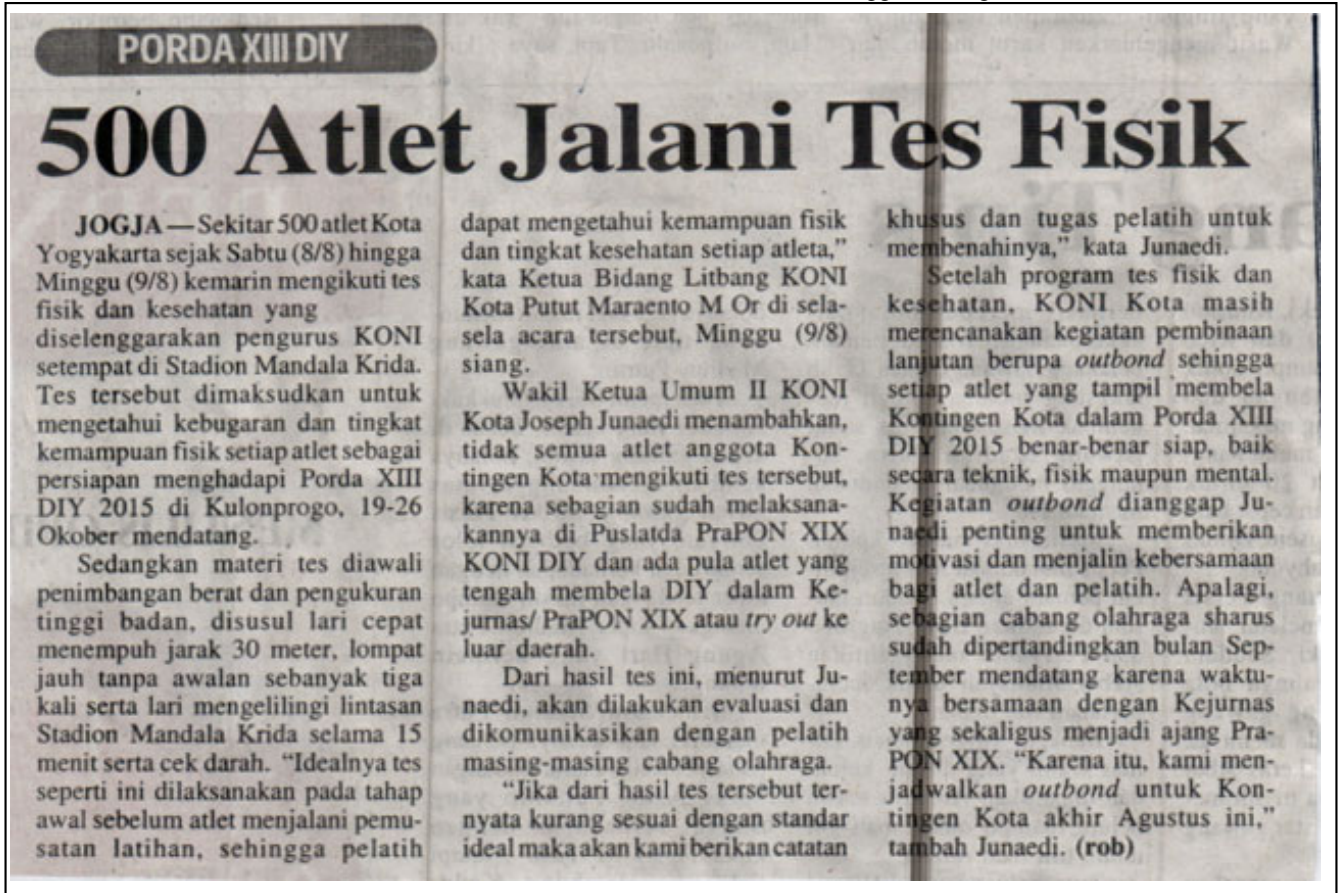 PORDA XIII DIY
500 Atlet Jalani Tes Fisik
JOGJA — Sekitar 500 atlet Kota
Yogyakarta sejak Sabtu (8/8) hingga
Minggu (9/8) kemarin mengikuti tes
fisik dan kesehatan yang
diselenggarakan pengurus KONI
setempat di Stadion Mandala Krida.
Tes tersebut dimaksudkan untuk
mengetahui kebugaran dan tingkat
kemampuan fisik setiap atlet sebagai
persiapan menghadapi Porda XIII
DIY 2015 di Kulonprogo, 19-26
Okober mendatang.
Sedangkan materi tes diawali
penimbangan berat dan pengukuran
tinggi badan, disusul lari cepat
menempuh jarak 30 meter, lompat
jauh tanpa awalan sebanyak tiga
kali serta lari mengelilingi lintasan
Stadion Mandala Krida selama 15
menit serta cek darah. “Idealnya tes
seperti ini dilaksanakan pada tahap
awal sebelum atlet menjalani pemu-
satan latihan, sehingga pelatih
dapat mengetahui kemampuan fisik
dan tingkat kesehatan setiap atleta,”
kata Ketua Bidang Litbang KONI
Kota Putut Maraento M Or di sela-
sela acara tersebut, Minggu (9/8)
siang.
Wakil Ketua Umum II KONI
Kota Joseph Junaedi menambahkan,
tidak semua atlet anggota Kon-
tingen Kota mengikuti tes tersebut,
karena sebagian sudah melaksana-
kannya di Puslatda PraPON XIX
KONI DIY dan ada pula atlet yang
tengah membela DIY dalam Ke-
jurnas/ PraPON XIX atau try out ke
luar daerah.
Dari hasil tes ini, menurut Ju-
naedi, akan dilakukan evaluasi dan
dikomunikasikan dengan pelatih
masing-masing cabang olahraga.
“Jika dari hasil tes tersebut ter-
nyata kurang sesuai dengan standar
ideal maka akan kami berikan catatan
khusus dan tugas pelatih untuk
membenahinya,” kata Junaedi.
Setelah program tes fisik dan
kesehatan, KONI Kota masih
merencanakan kegiatan pembinaan
lanjutan berupa outbond sehingga
setiap atlet yang tampil membela
Kontingen Kota dalam Porda XIII
DIY 2015 benar-benar siap, baik
secara teknik, fisik maupun mental.
Kegiatan outbond dianggap Ju-
naedi penting untuk memberikan
motivasi dan menjalin kebersamaan
bagi atlet dan pelatih. Apalagi,
sebagian cabang olahraga sharus
sudah dipertandingkan bulan Sep-
tember mendatang karena waktu-
nya bersamaan dengan Kejurnas
yang sekaligus menjadi ajang Pra-
PON XIX. “Karena itu, kami men-
jadwalkan outbond untuk Kon-
tingen Kota akhir Agustus ini,”
tambah Junaedi. (rob)